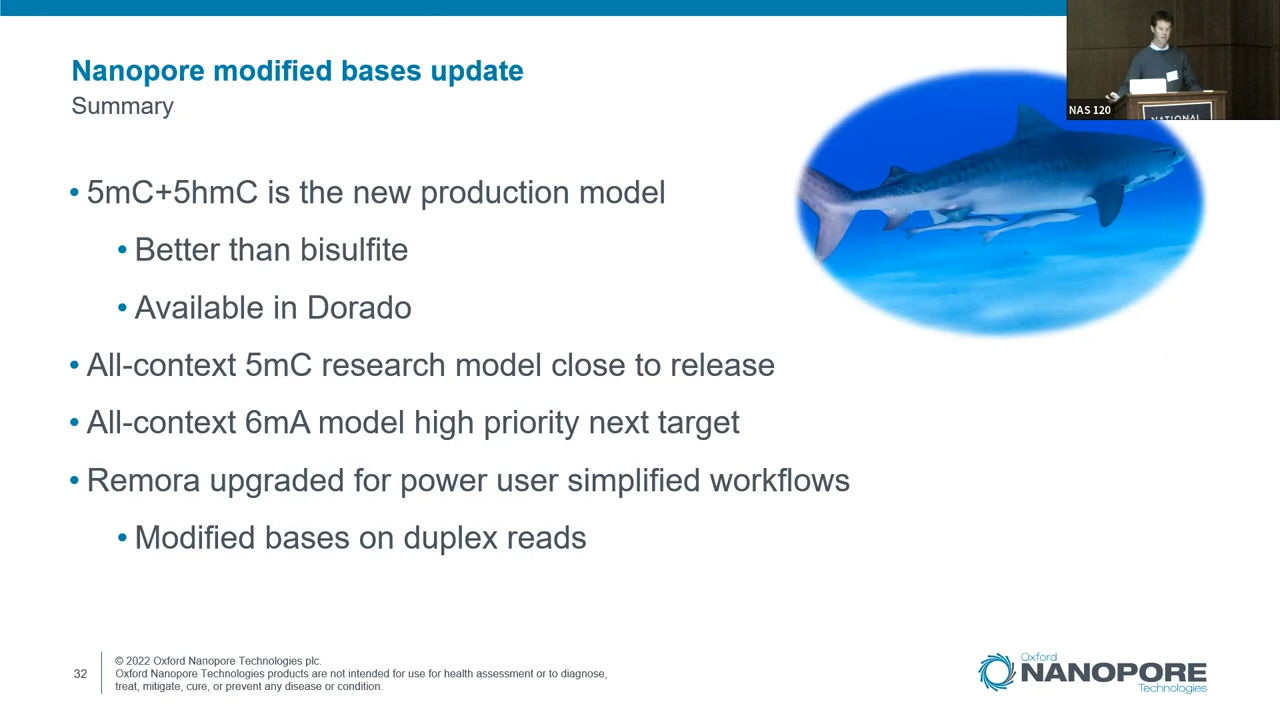 Nanopore modified bases update
Summary
NAS 120
NATIONAL
• 5mC+5hmC is the new production model
• Better than bisulfite
• Available in Dorado
• All-context 5mC research model close to release
• All-context 6mA model high priority next target
• Remora upgraded for power user simplified workflows
• Modified bases on duplex reads
32
© 2022 Oxford Nanopore Technologies plc.
Oxford Nanopore Technologies products are not intended for use for health assessment or to diagnose,
treat, mitigate, cure, or prevent any disease or condition.
Oxford
NANOPORE
Technologies